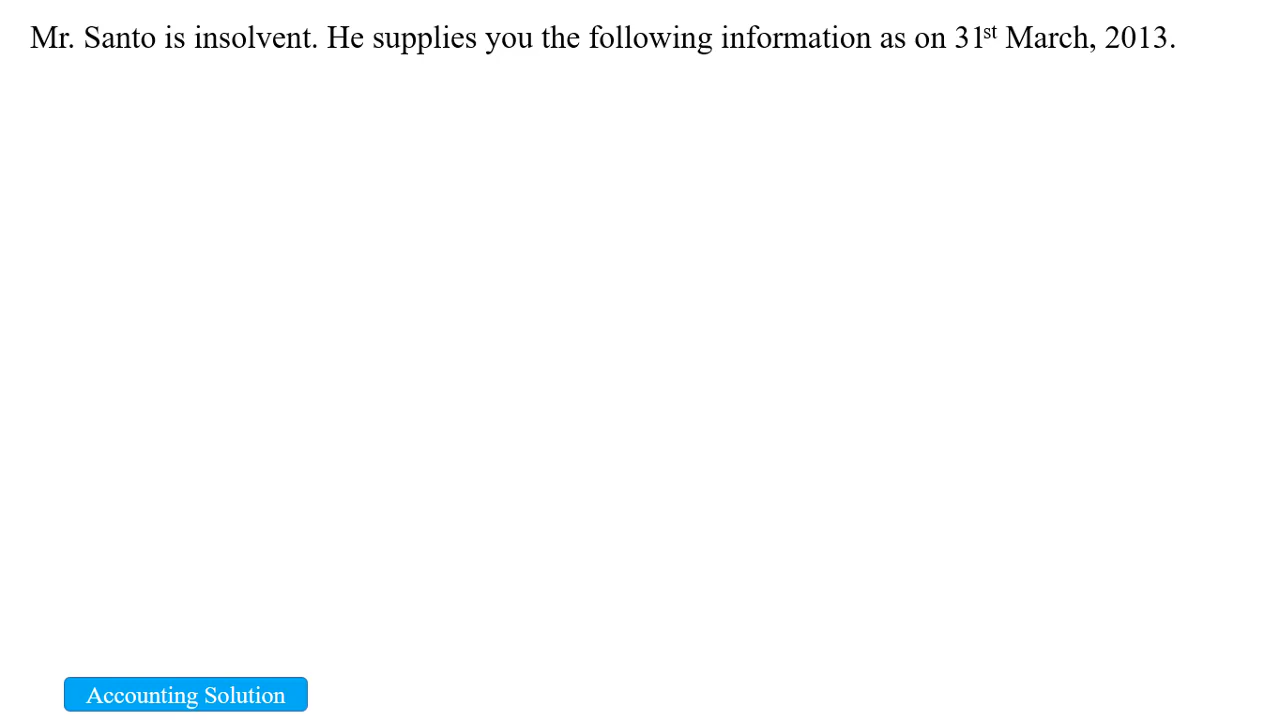 Mr. Santo is insolvent. He supplies you the following information as on 31st March, 2013.
Accounting Solution